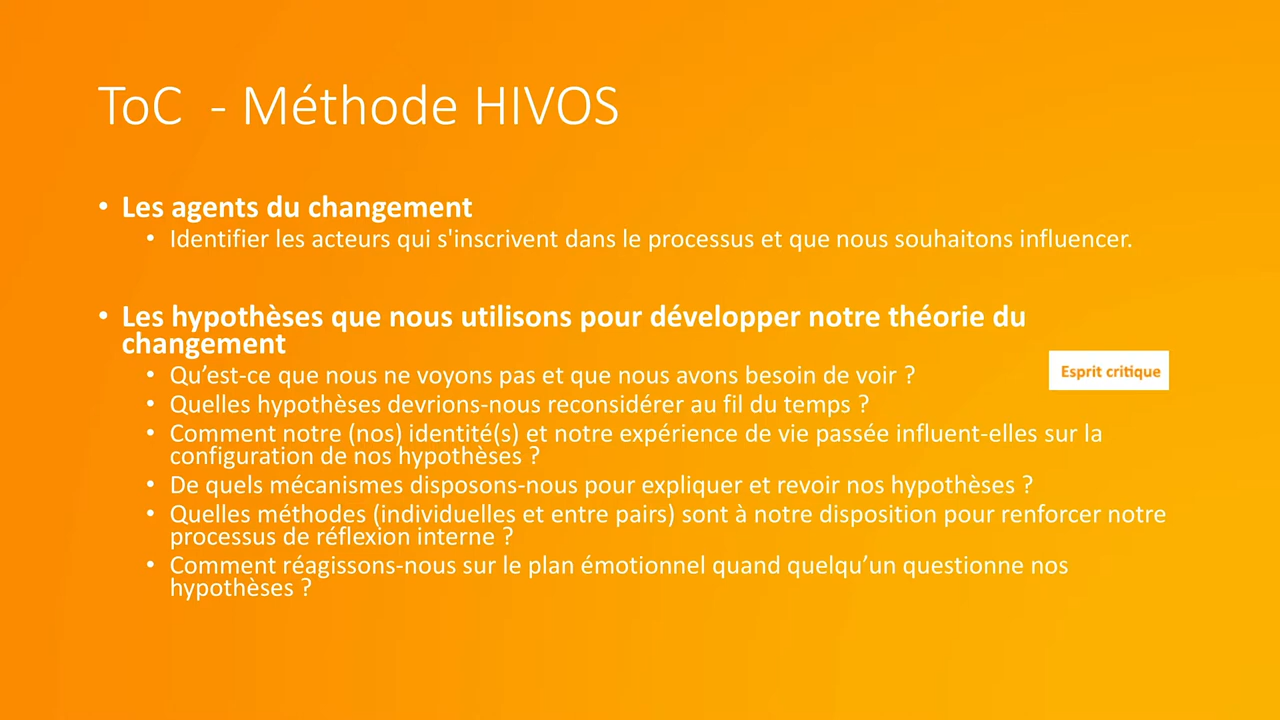 ToC - Méthode HIVOS
• Les agents du changement
• Identifier les acteurs qui s'inscrivent dans le processus et que nous souhaitons influencer.
• Les hypothèses que nous utilisons pour développer notre théorie du
changement
• Qu’est-ce que nous ne voyons pas et que nous avons besoin de voir ?
Esprit critique
• Quelles hypothèses devrions-nous reconsidérer au fil du temps ?
• Comment notre (nos) identité(s) et notre expérience de vie passée influent-elles sur la
configuration de nos hypothèses ?
• De quels mécanismes disposons-nous pour expliquer et revoir nos hypothèses ?
• Quelles méthodes (individuelles et entre pairs) sont à notre disposition pour renforcer notre
processus de réflexion interne ?
• Comment réagissons-nous sur le plan émotionnel quand quelqu’un questionne nos
hypothèses ?